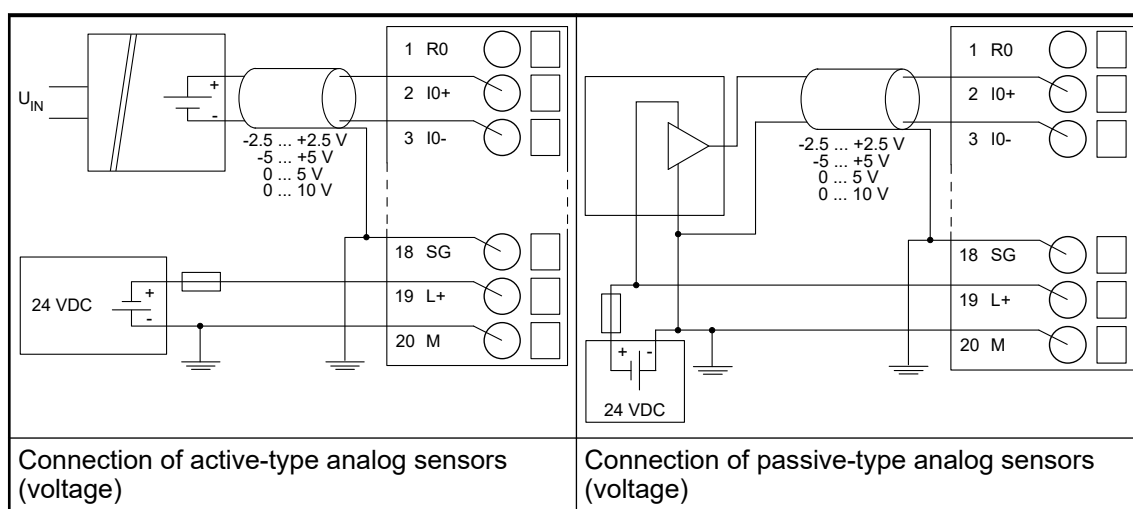 1 R0
2 I0+
3 I0-
UIN
+
-
-2.5 ... +2.5 V
-5 ... +5 V
0 ... 5 V
0 ... 10 V
18 SG
19 L+
20 M
24 VDC
+
-
Connection of active-type analog sensors
(voltage)
1 R0
2 I0+
3 I0-
-2.5 ... +2.5 V
-5 ... +5 V
0 ... 5 V
0 ... 10 V
18 SG
19 L+
20 M
+ -
24 VDC
Connection of passive-type analog sensors
(voltage)